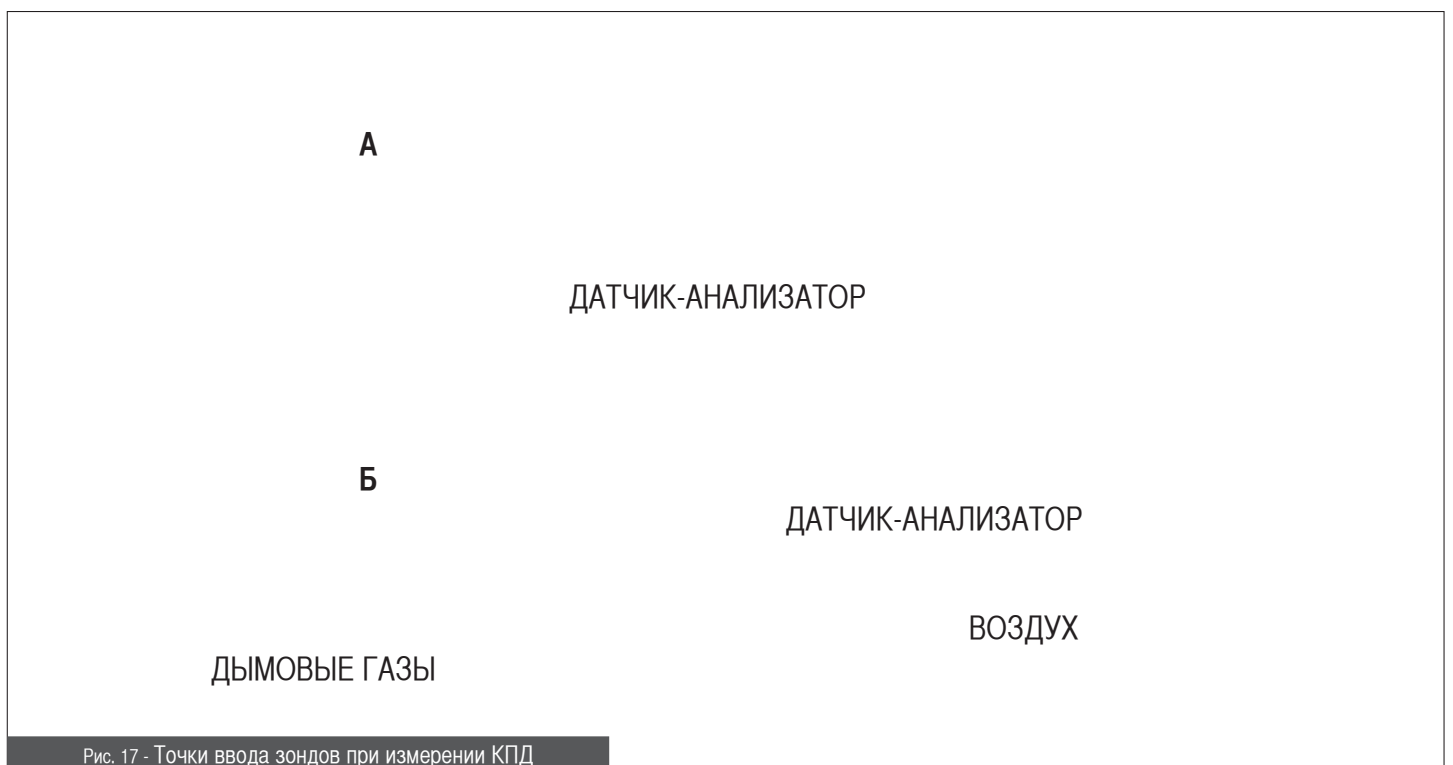 А
ДАТЧИК-АНАЛИЗАТОР
Б
ДАТЧИК-АНАЛИЗАТОР
ВОЗДУХ
ДЫМОВЫЕ ГАЗЫ
Рис. 17 - Точки ввода зондов при измерении КПД